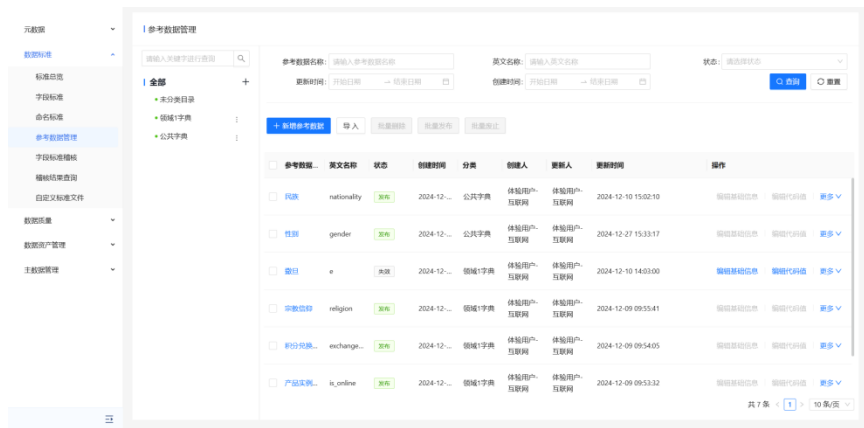 元数据
数据标准
标准总览
字段标准
命名标准
参考数据管理
字段标准稽核
稽核结果查询
自定义标准文件
数据质量
数据资产管理
主数据管理
参考数据管理
请输入关键字进行查询
全部 +
未分类目录
领域1字典
公共字典
参考数据名称: 请输入参考数据名称 英文名称: 请输入英文名称 状态: 请选择状态
更新时间: 开始日期 → 结束日期 创建时间: 开始日期 → 结束日期 查询 重置
+ 新增参考数据 导入 批量删除 批量发布 批量废止
参考数据... 英文名称 状态 创建时间 分类 创建人 更新人 更新时间 操作
民族 nationality 发布 2024-12-... 公共字典 体验用户-互联网 体验用户-互联网 2024-12-10 15:02:10 编辑基础信息 编辑代码值 更多
性别 gender 发布 2024-12-... 公共字典 体验用户-互联网 体验用户-互联网 2024-12-27 15:33:17 编辑基础信息 编辑代码值 更多
e 2024-12-... 领域1字典 体验用户-互联网 体验用户-互联网 2024-12-10 14:03:00 编辑基础信息 编辑代码值 更多
宗教信仰 religion 发布 2024-12-... 领域1字典 体验用户-互联网 体验用户-互联网 2024-12-09 09:55:41 编辑基础信息 编辑代码值 更多
积分兑换... exchange... 发布 2024-12-... 领域1字典 体验用户-互联网 体验用户-互联网 2024-12-09 09:54:05 编辑基础信息 编辑代码值 更多
产品实例... is_online 发布 2024-12-... 领域1字典 体验用户-互联网 体验用户-互联网 2024-12-09 09:53:32 编辑基础信息 编辑代码值 更多
共 7 条 < 1 > 10 条/页